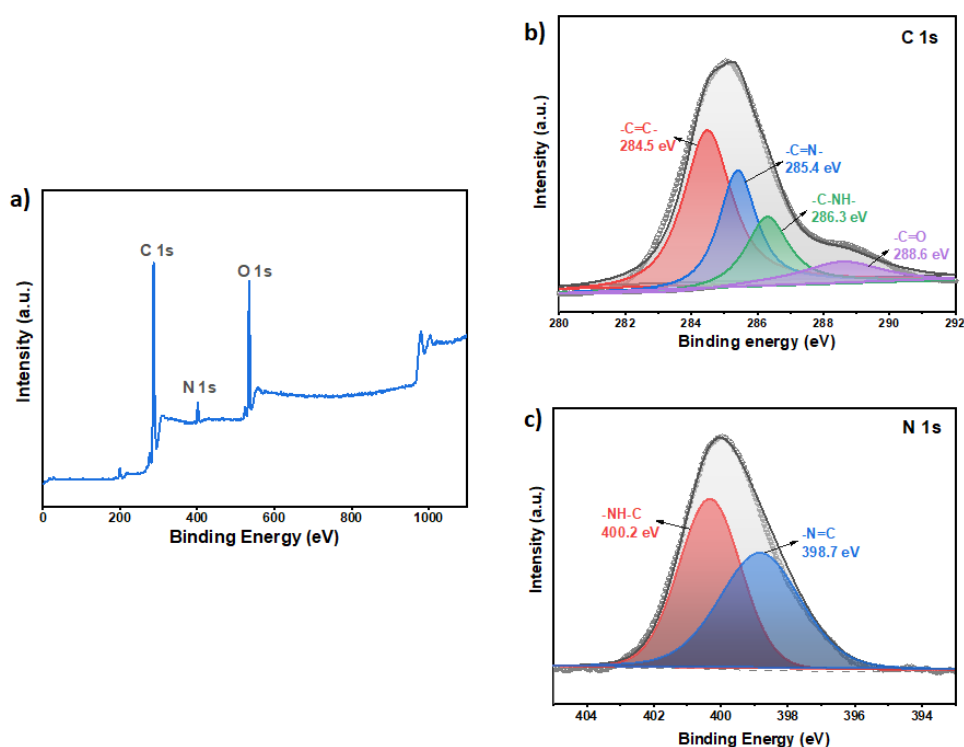 a)
C 1s
O 1s
N 1s
Intensity (a.u.)
0 200 400 600 800 1000
Binding Energy (eV)
b)
C 1s
-C=C-
284.5 eV
-C=N-
285.4 eV
-C-NH-
286.3 eV
-C=O
288.6 eV
Intensity (a.u.)
280 282 284 286 288 290 292
Binding energy (eV)
c)
N 1s
-NH-C
400.2 eV
-N=C
398.7 eV
Intensity (a.u.)
404 402 400 398 396 394
Binding Energy (eV)